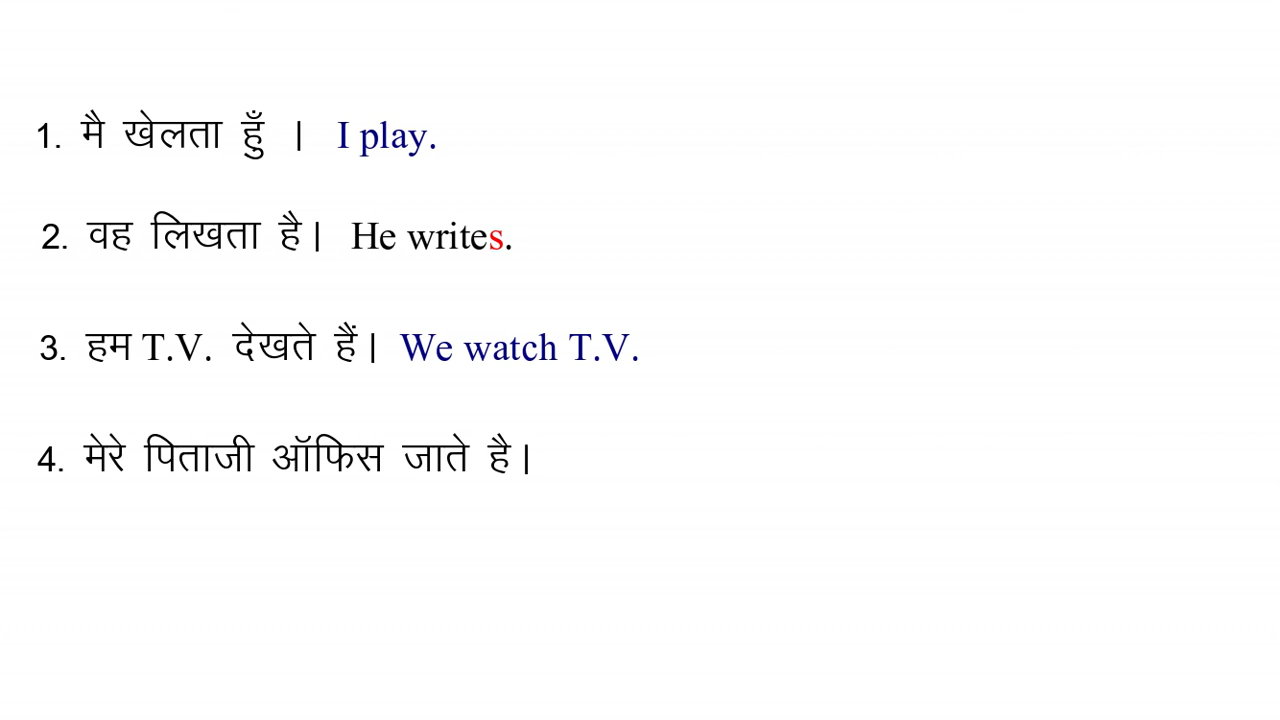 1. मै खेलता हुँ | I play.
2. वह लिखता है| He writes.
3. हम T.V. देखते हैं| We watch T.V.
4. मेरे पिताजी ऑफिस जाते है|